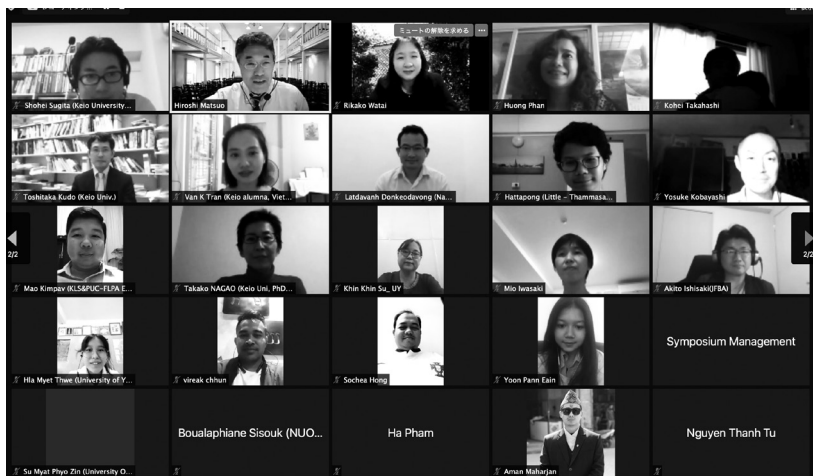 ミュートの解除を求める
Shohei Sugita (Keio University...
Hiroshi Matsuo
Rikako Watai
Huong Phan
Kohei Takahashi
Toshitaka Kudo (Keio Univ.)
Van K Tran (Keio alumna, Viet...
Latdavanh Donkeodavong (Na...
Hattapong (Little - Thammasa...
Yosuke Kobayashi
2/2
2/2
Mao Kimpav (KLS&PUC-FLPA E...
Takako NAGAO (Keio Uni, PhD...
Khin Khin Su_ UY
Mio Iwasaki
Akito Ishisaki(JFBA)
Hla Myet Thwe (University of Y...
vireak chhun
Sochea Hong
Yoon Pann Eain
Symposium Management
Su Myat Phyo Zin (University O...
Boualaphiane Sisouk (NUO...
Ha Pham
Aman Maharjan
Nguyen Thanh Tu